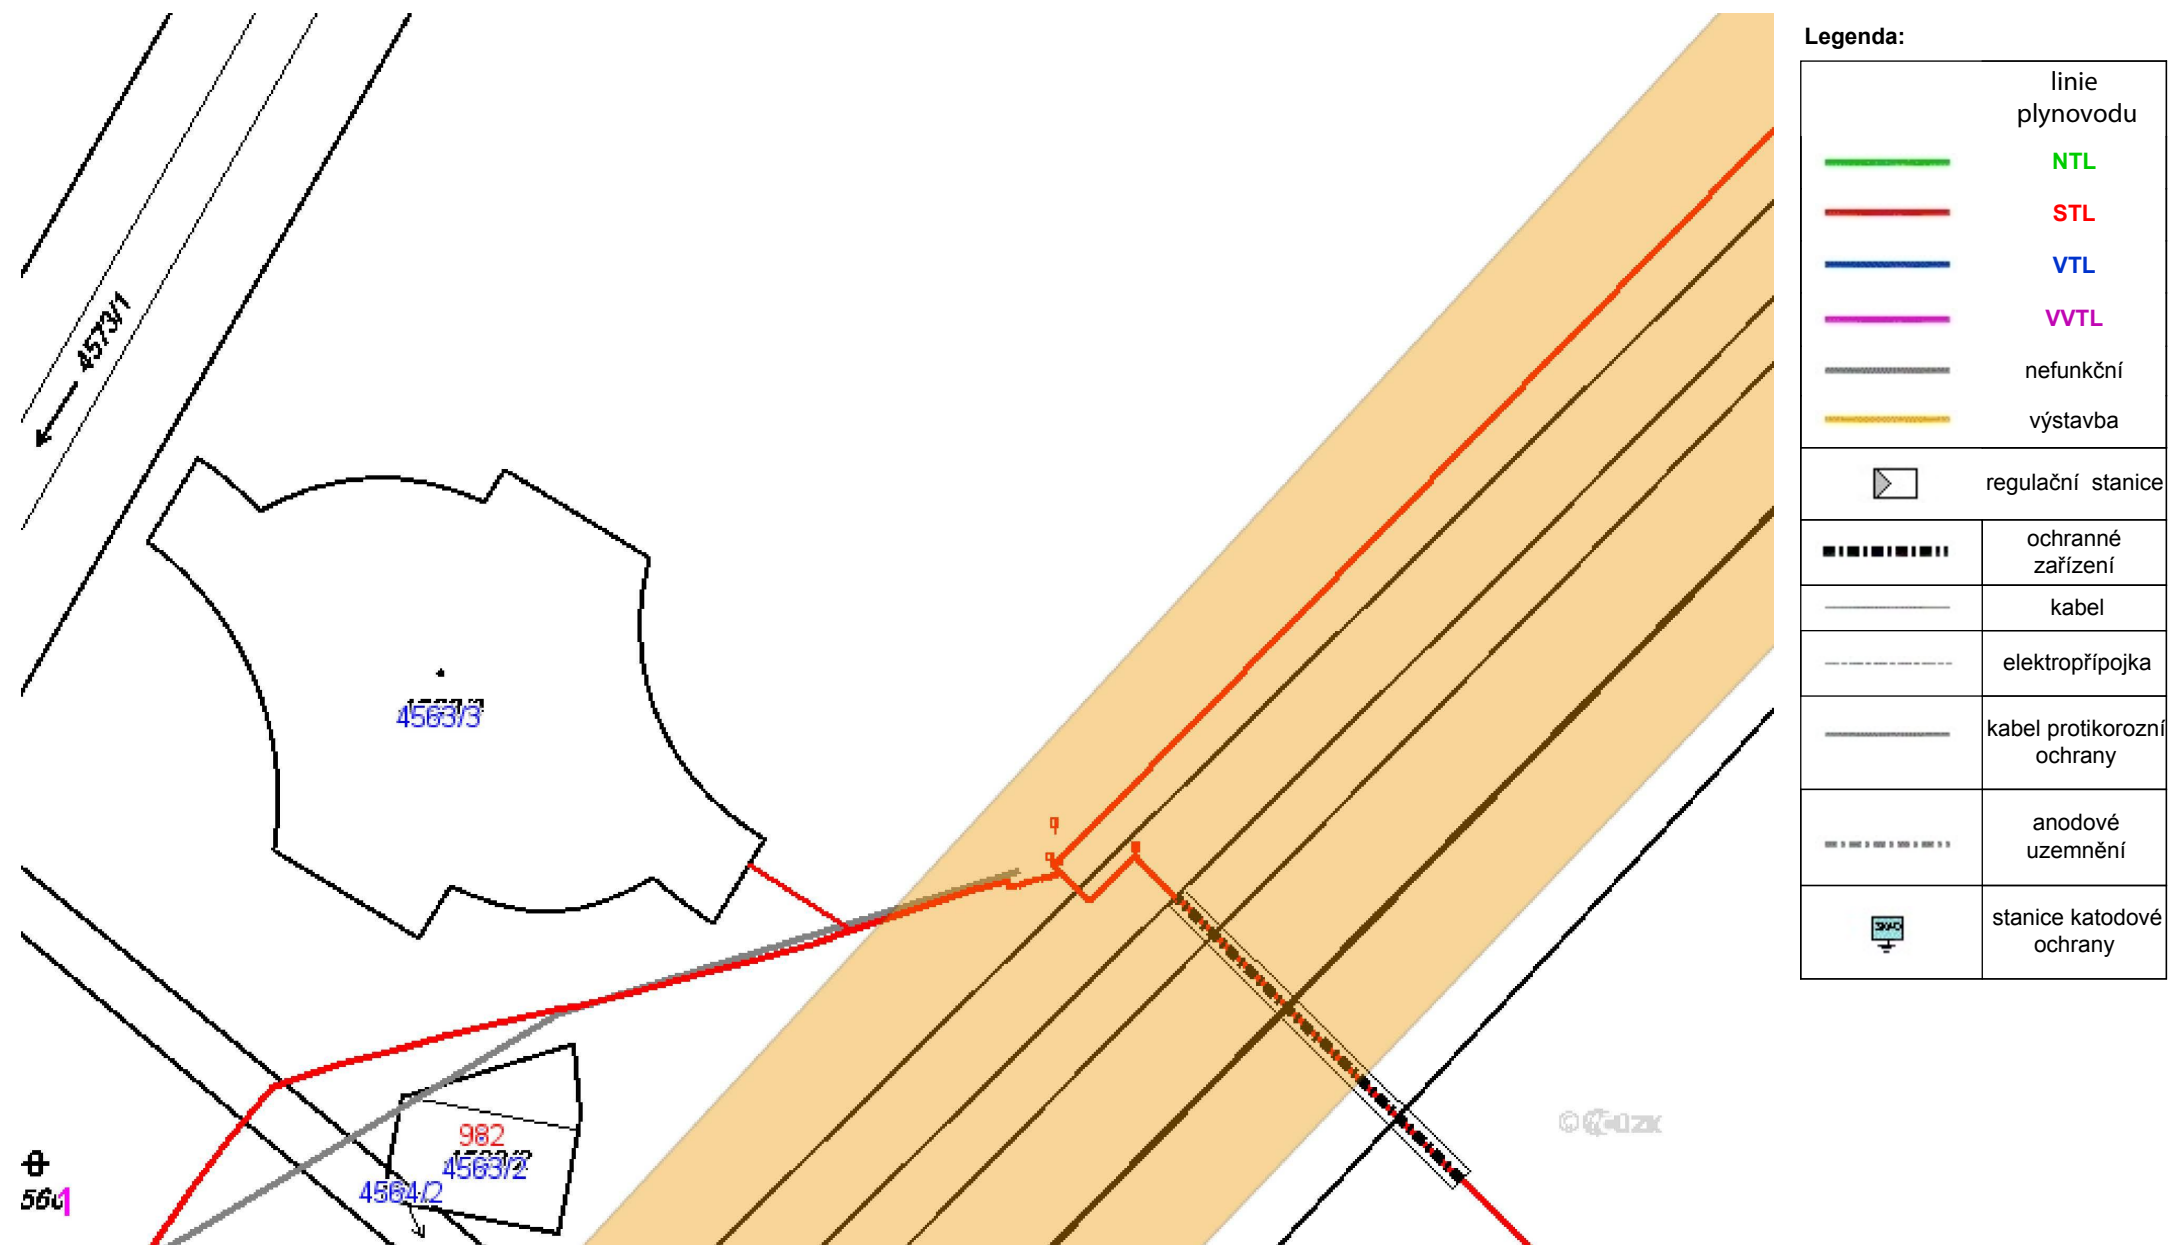 4573/1
4563/3
982
4563/2
4564/2
Legenda:
linie
plynovodu
NTL
STL
VTL
VVTL
nefunkční
výstavba
regulační stanice
ochranné
zařízení
kabel
elektropřípojka
kabel protikorozní
ochrany
anodové
uzemnění
stanice katodové
ochrany